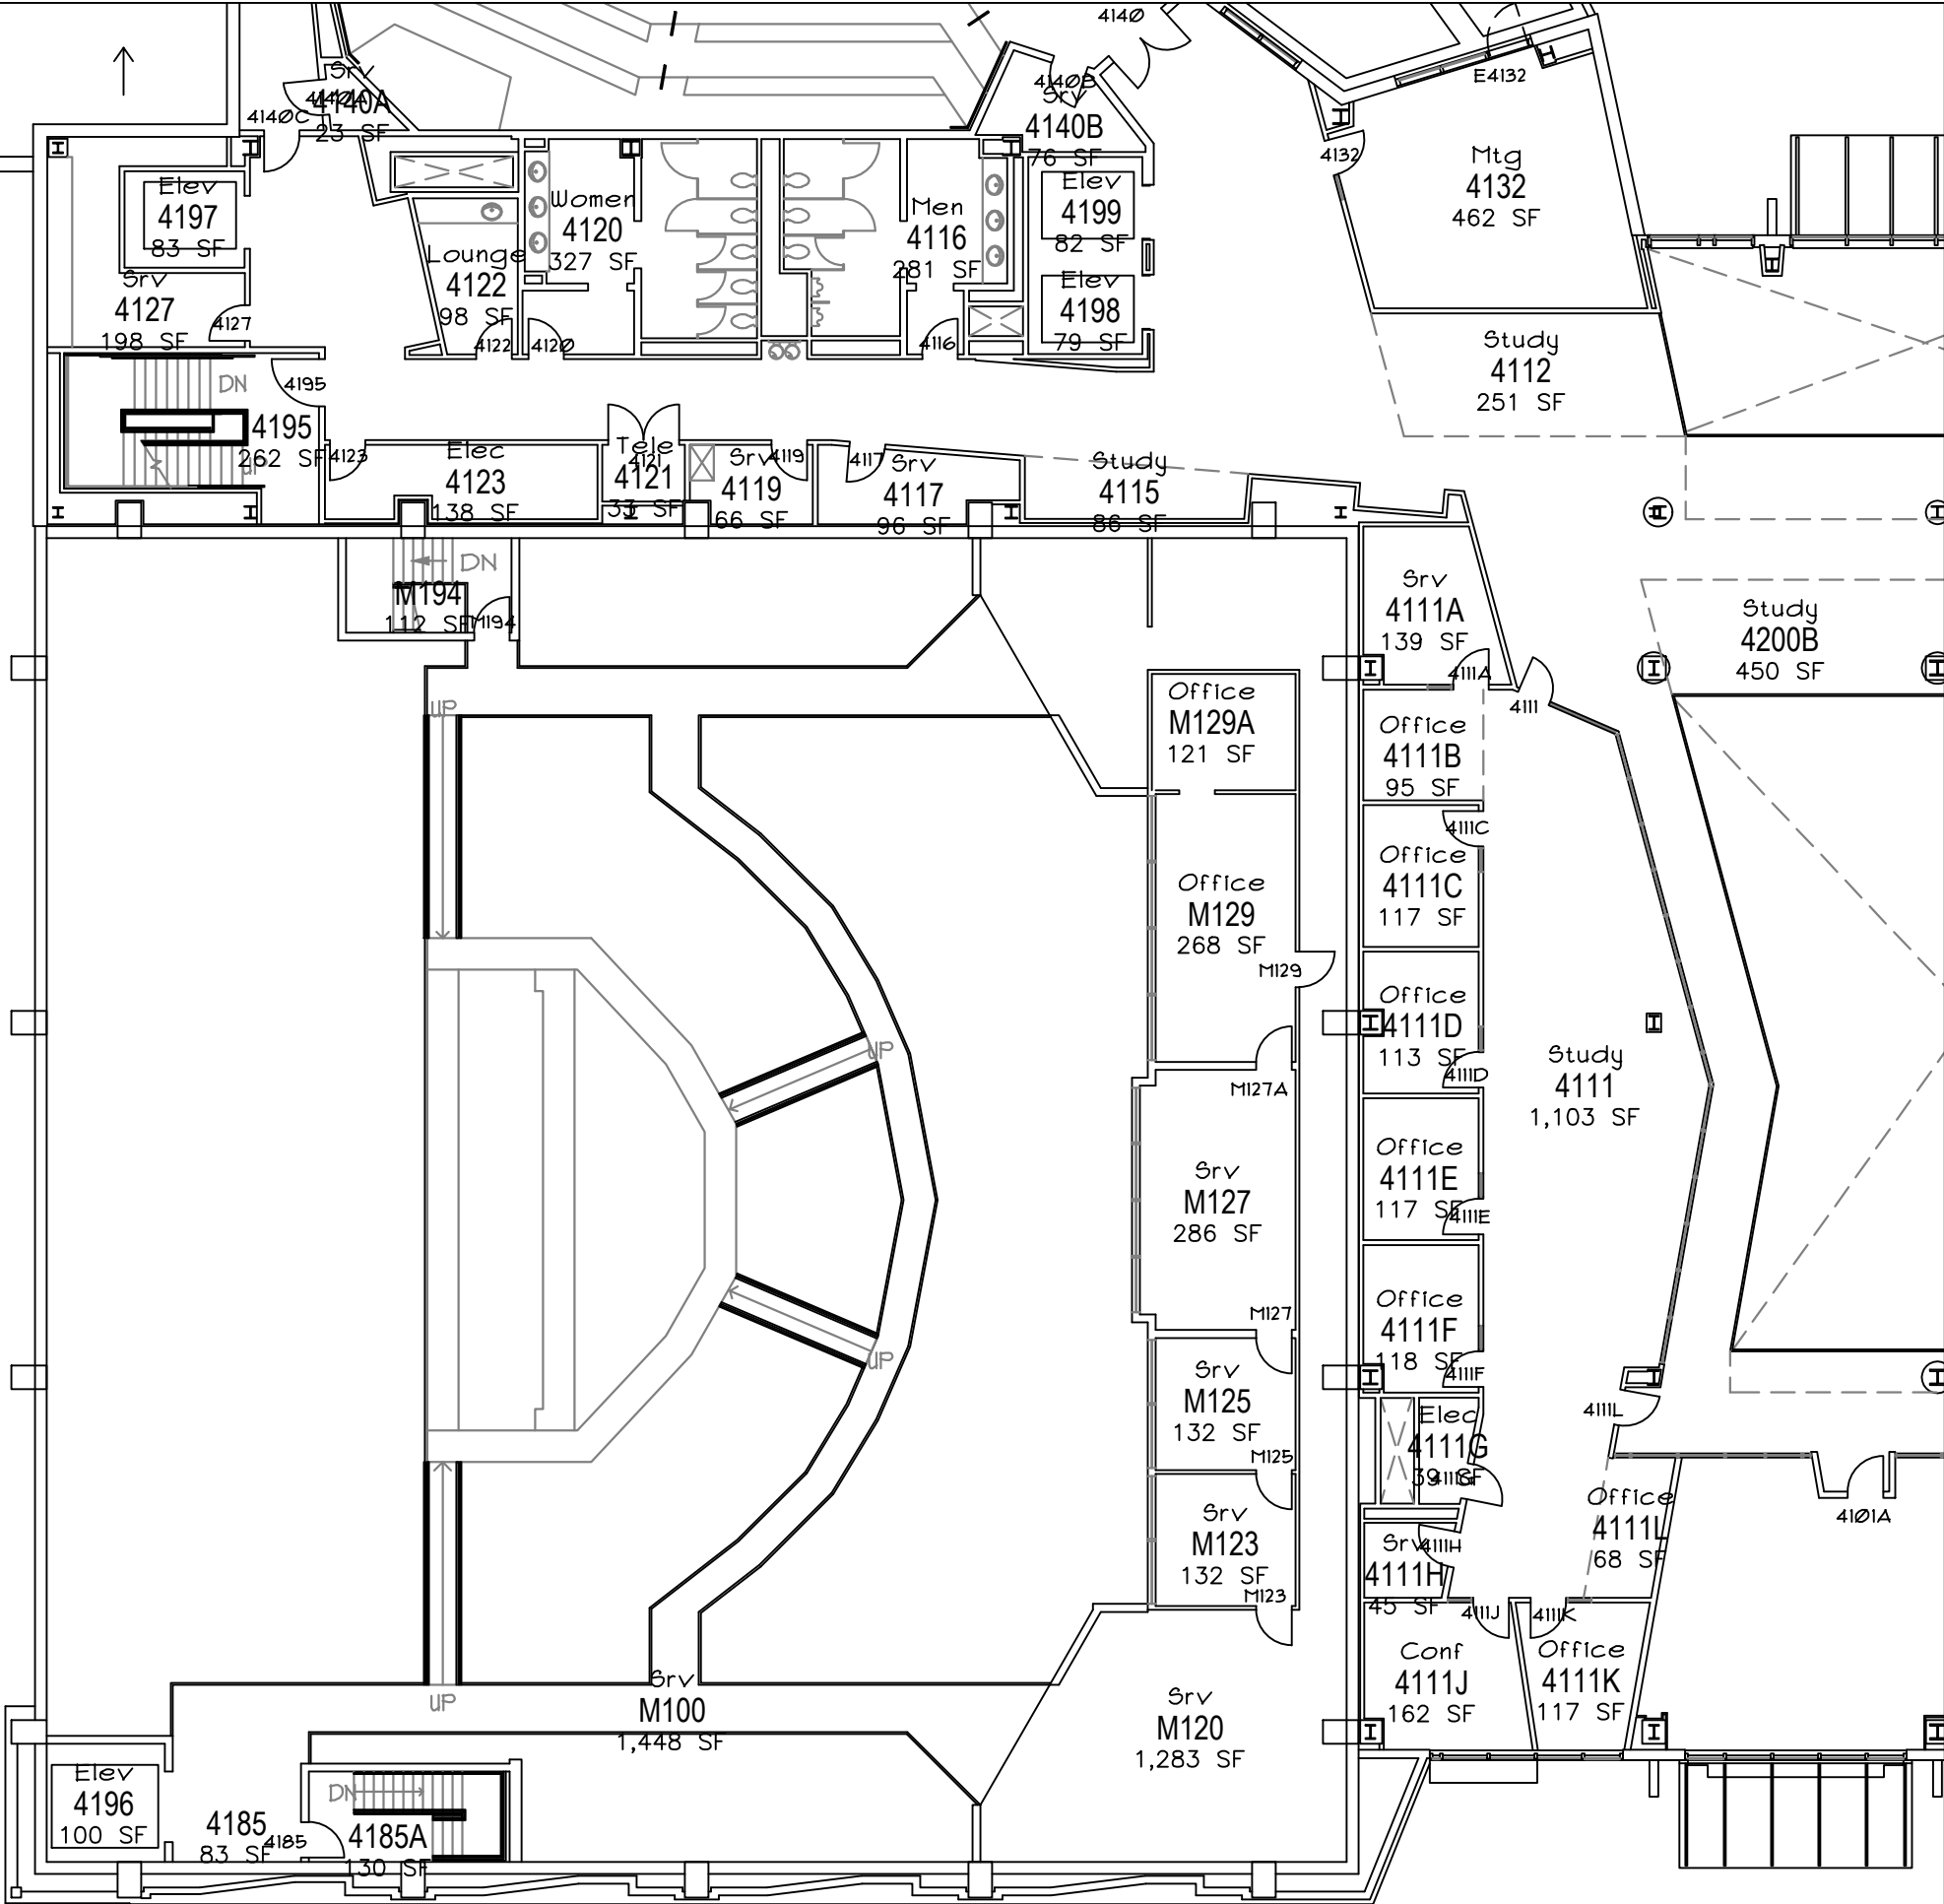 4140
Srv
4140A
23 SF
4140C
4140B
Srv
4140B
76 SF
E4132
4132
Mtg
4132
462 SF
Elev
4197
83 SF
Srv
4127
198 SF
4127
Lounge
4122
98 SF
4122
Women
4120
327 SF
4120
Men
4116
281 SF
4116
Elev
4199
82 SF
Elev
4198
79 SF
Study
4112
251 SF
DN
4195
4195
262 SF
UP
4123
Elec
4123
138 SF
Tele
4121
4121
33 SF
Srv
4119
66 SF
4119
4117
Srv
4117
96 SF
Study
4115
86 SF
DN
M194
112 SF
M194
Srv
4111A
139 SF
4111A
4111
Study
4200B
450 SF
UP
Office
M129A
121 SF
Office
4111B
95 SF
4111C
Office
4111C
117 SF
Office
M129
268 SF
M129
Office
4111D
113 SF
4111D
UP
M127A
Study
4111
1,103 SF
Srv
M127
286 SF
M127
Office
4111E
117 SF
4111E
Office
4111F
118 SF
4111F
UP
Srv
M125
132 SF
M125
Elec
4111G
39 SF
4111G
4111L
Office
4111L
68 SF
4101A
Srv
M123
132 SF
M123
Srv
4111H
45 SF
4111H
4111J
4111K
Conf
4111J
162 SF
Office
4111K
117 SF
UP
Srv
M100
1,448 SF
Srv
M120
1,283 SF
Elev
4196
100 SF
4185
83 SF
4185
DN
4185A
130 SF